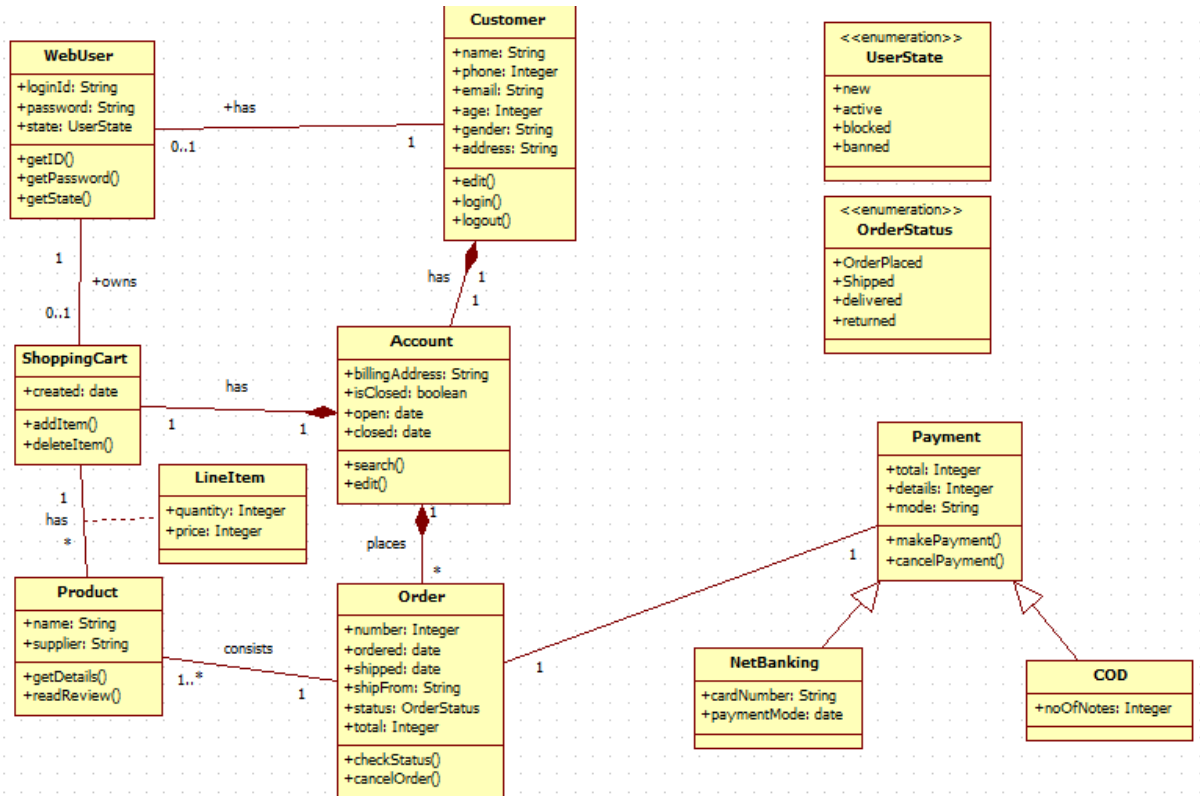 WebUser
+loginId: String
+password: String
+state: UserState
+getID()
+getPassword()
+getState()
+has
0..1
1
Customer
+name: String
+phone: Integer
+email: String
+age: Integer
+gender: String
+address: String
+edit()
+login()
+logout()
<<enumeration>>
UserState
+new
+active
+blocked
+banned
<<enumeration>>
OrderStatus
+OrderPlaced
+Shipped
+delivered
+returned
1
+owns
0..1
has
1
1
ShoppingCart
+created: date
+addItem()
+deleteItem()
has
1
1
Account
+billingAddress: String
+isClosed: boolean
+open: date
+closed: date
+search()
+edit()
1
has
*
LineItem
+quantity: Integer
+price: Integer
1
places
*
Product
+name: String
+supplier: String
+getDetails()
+readReview()
consists
1..*
1
Order
+number: Integer
+ordered: date
+shipped: date
+shipFrom: String
+status: OrderStatus
+total: Integer
+checkStatus()
+cancelOrder()
1
1
Payment
+total: Integer
+details: Integer
+mode: String
+makePayment()
+cancelPayment()
NetBanking
+cardNumber: String
+paymentMode: date
COD
+noOfNotes: Integer